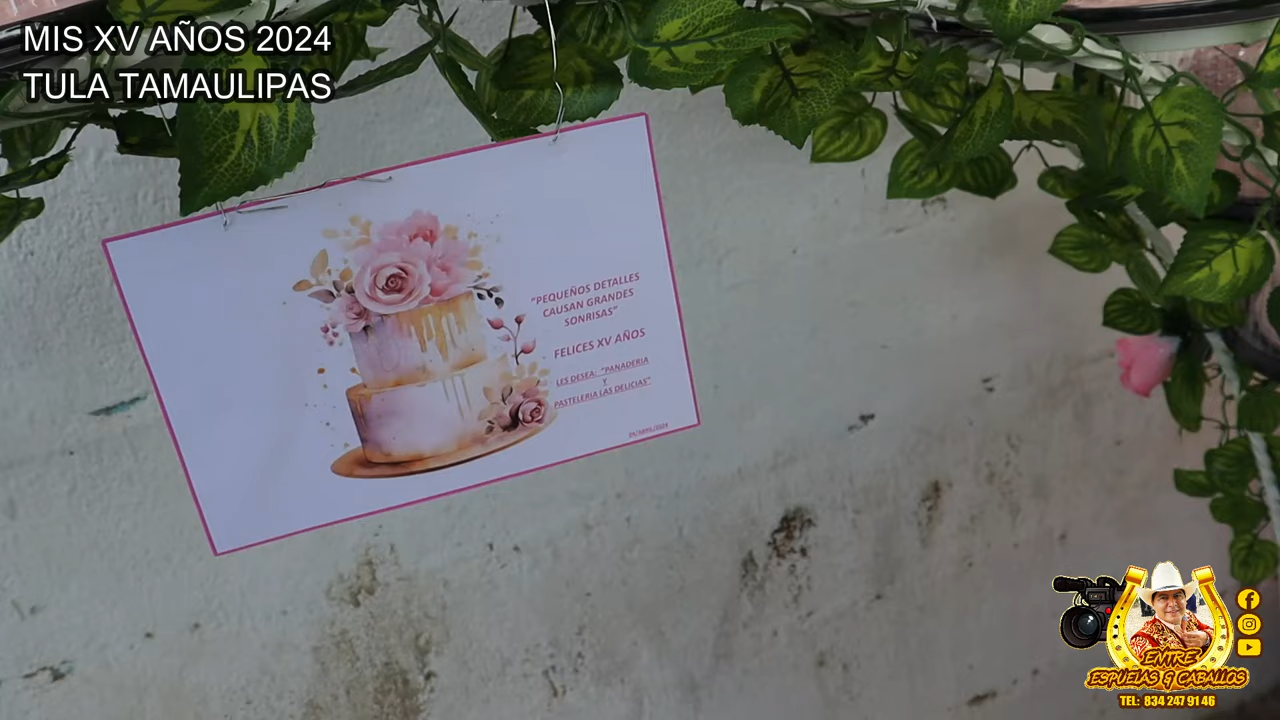 MIS XV AÑOS 2024
TULA TAMAULIPAS
"PEQUEÑOS DETALLES
CAUSAN GRANDES
SONRISAS"
FELICES XV AÑOS
LES DESEA: "PANADERIA
Y
PASTELERIA LAS DELICIAS"
ENTRE
ESPUELAS Y CABALLOS
TEL: 834 247 91 46